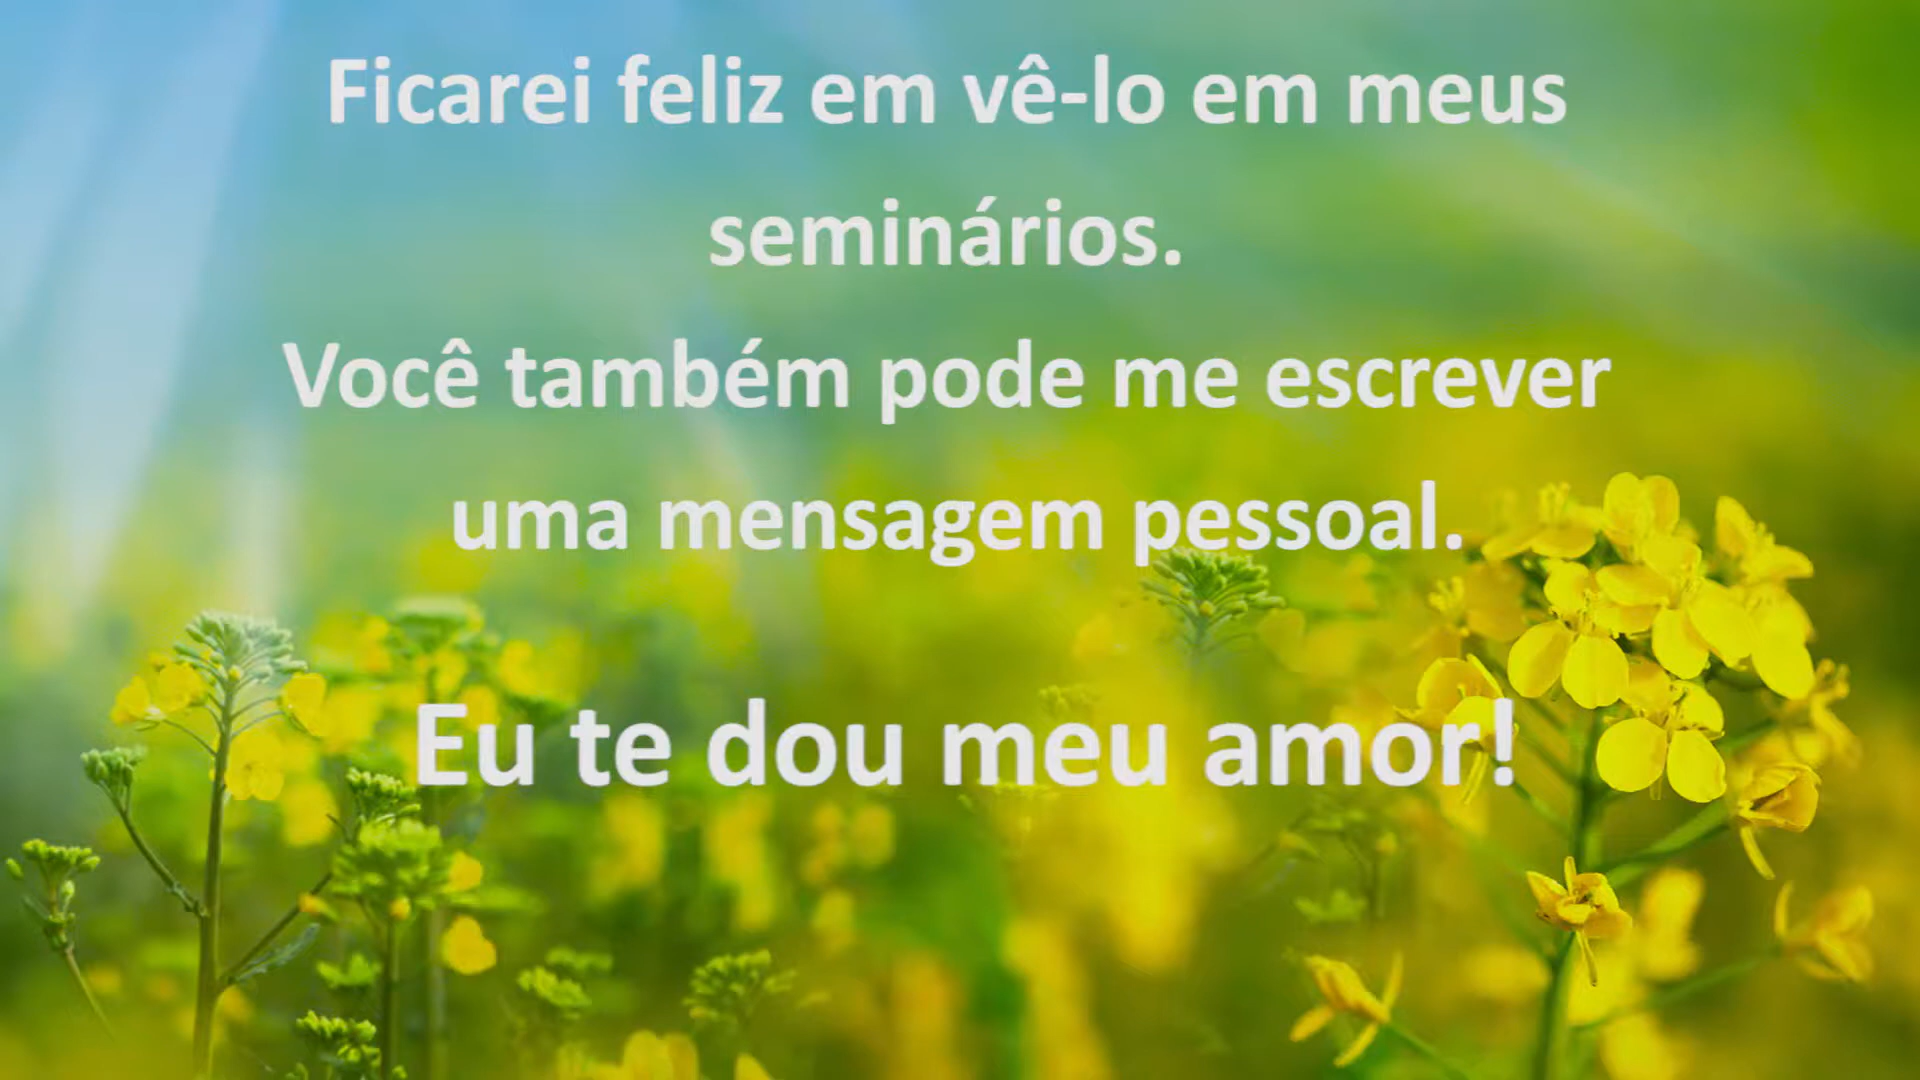 Ficarei feliz em vê-lo em meus
seminários.
Você também pode me escrever
uma mensagem pessoal.
Eu te dou meu amor!